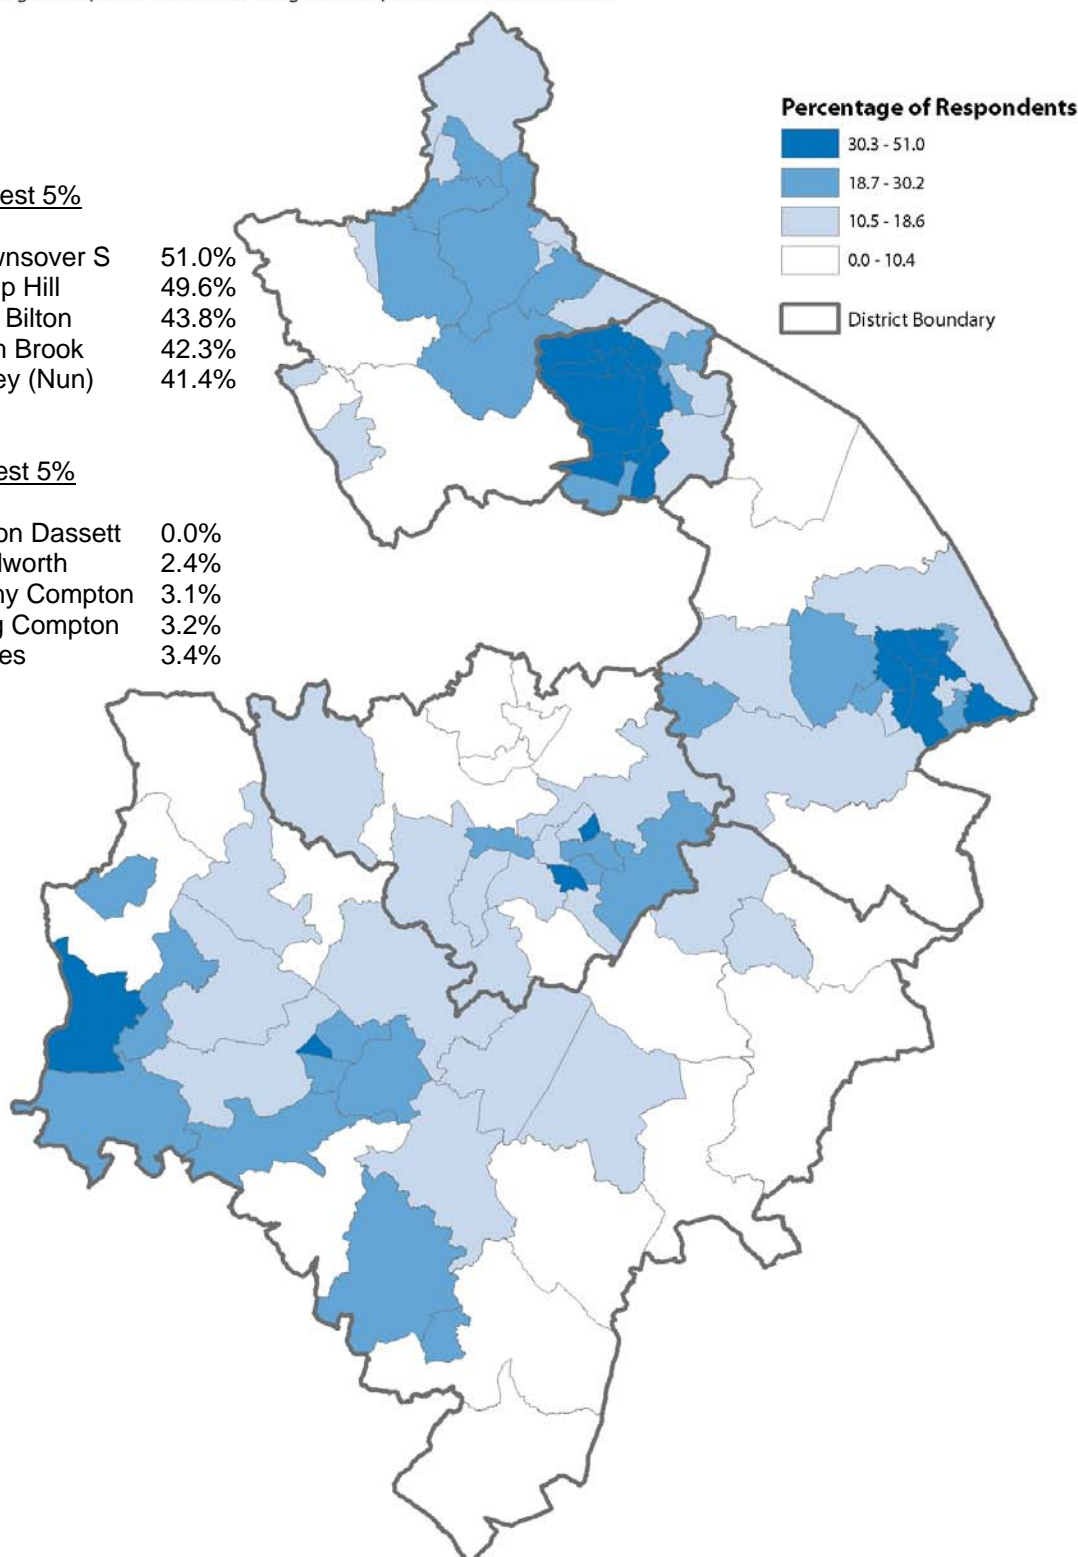 Percentage of Respondents
30.3 - 51.0
18.7 - 30.2
10.5 - 18.6
0.0 - 10.4
District Boundary
est 5%
wnsover S 51.0%
p Hill 49.6%
Bilton 43.8%
n Brook 42.3%
ey (Nun) 41.4%
est 5%
on Dassett 0.0%
lworth 2.4%
ny Compton 3.1%
g Compton 3.2%
es 3.4%